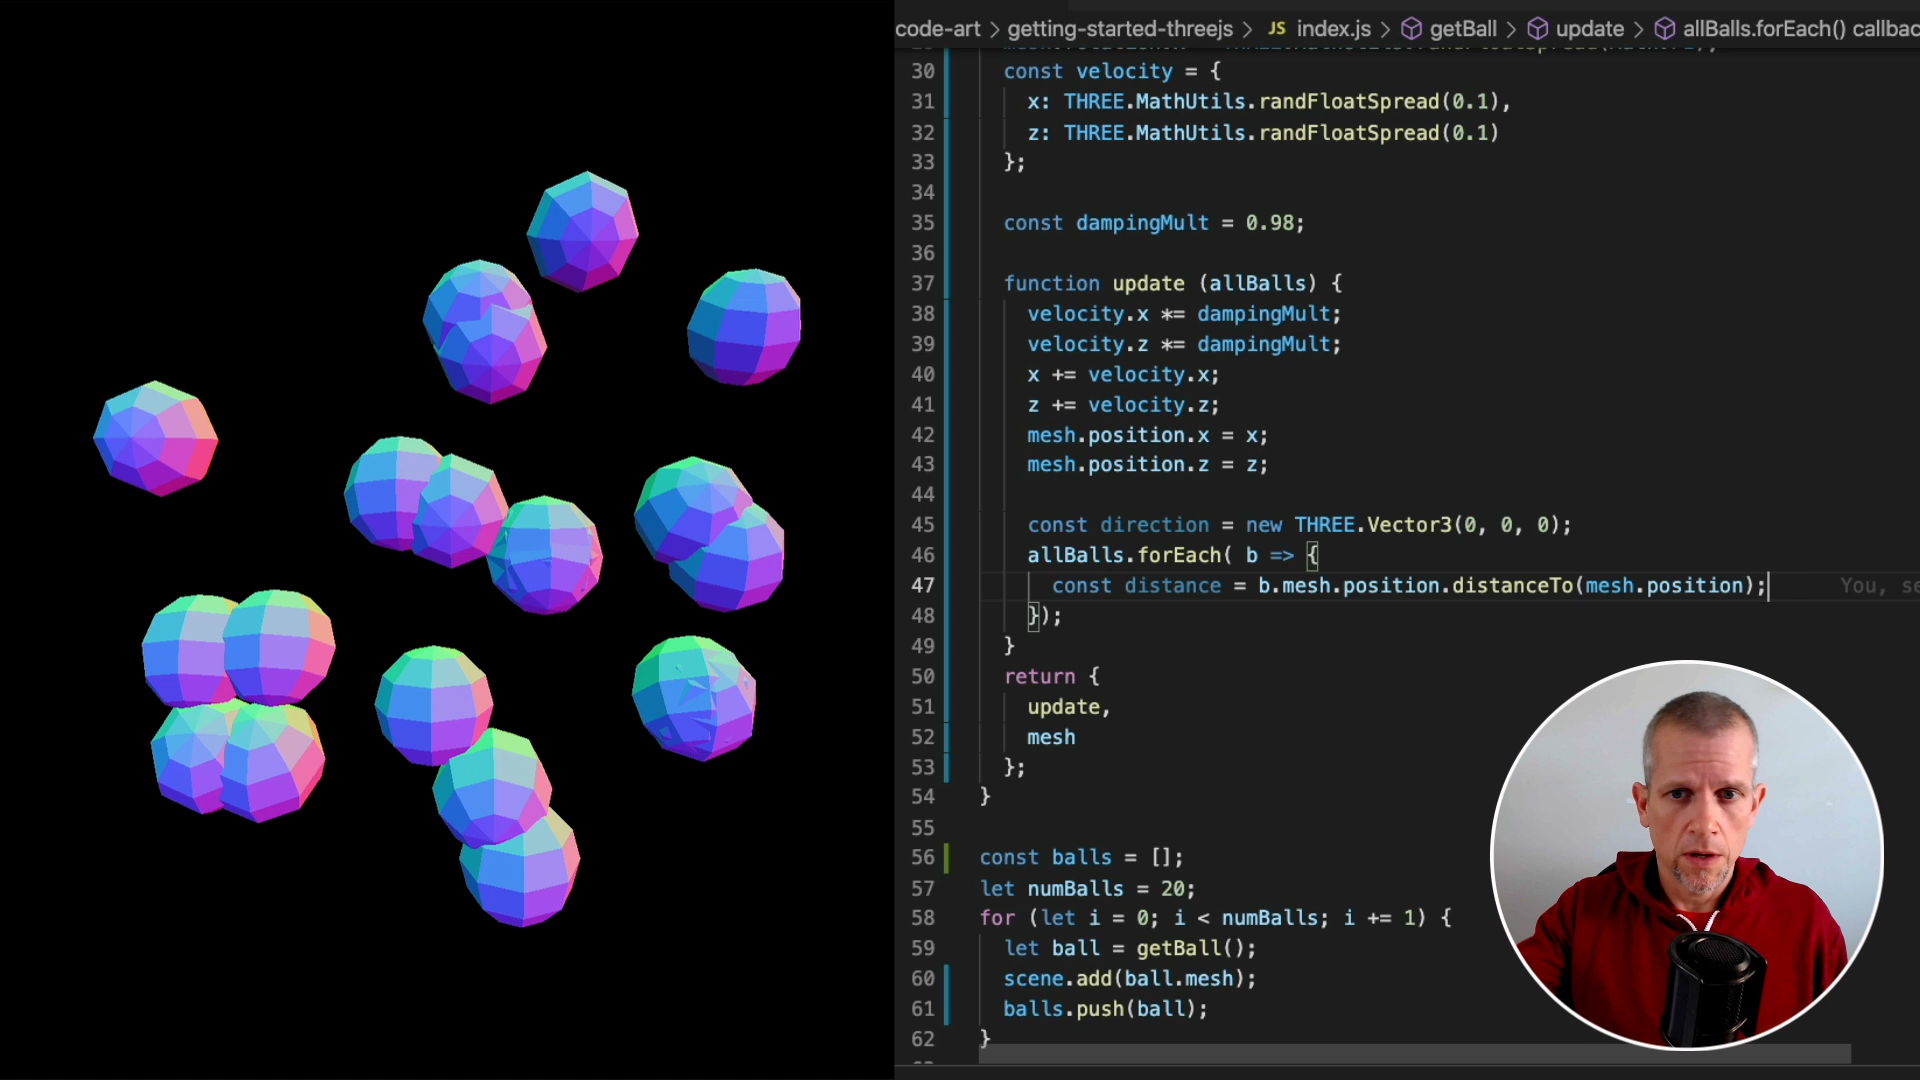 code-art > getting-started-threejs > JS index.js > getBall > update > allBalls.forEach() callbac
30 const velocity = {
31 x: THREE.MathUtils.randFloatSpread(0.1),
32 z: THREE.MathUtils.randFloatSpread(0.1)
33 };
34
35 const dampingMult = 0.98;
36
37 function update (allBalls) {
38 velocity.x *= dampingMult;
39 velocity.z *= dampingMult;
40 x += velocity.x;
41 z += velocity.z;
42 mesh.position.x = x;
43 mesh.position.z = z;
44
45 const direction = new THREE.Vector3(0, 0, 0);
46 allBalls.forEach( b => {
47 const distance = b.mesh.position.distanceTo(mesh.position); You, se
48 });
49 }
50 return {
51 update,
52 mesh
53 };
54 }
55
56 const balls = [];
57 let numBalls = 20;
58 for (let i = 0; i < numBalls; i += 1) {
59 let ball = getBall();
60 scene.add(ball.mesh);
61 balls.push(ball);
62 }